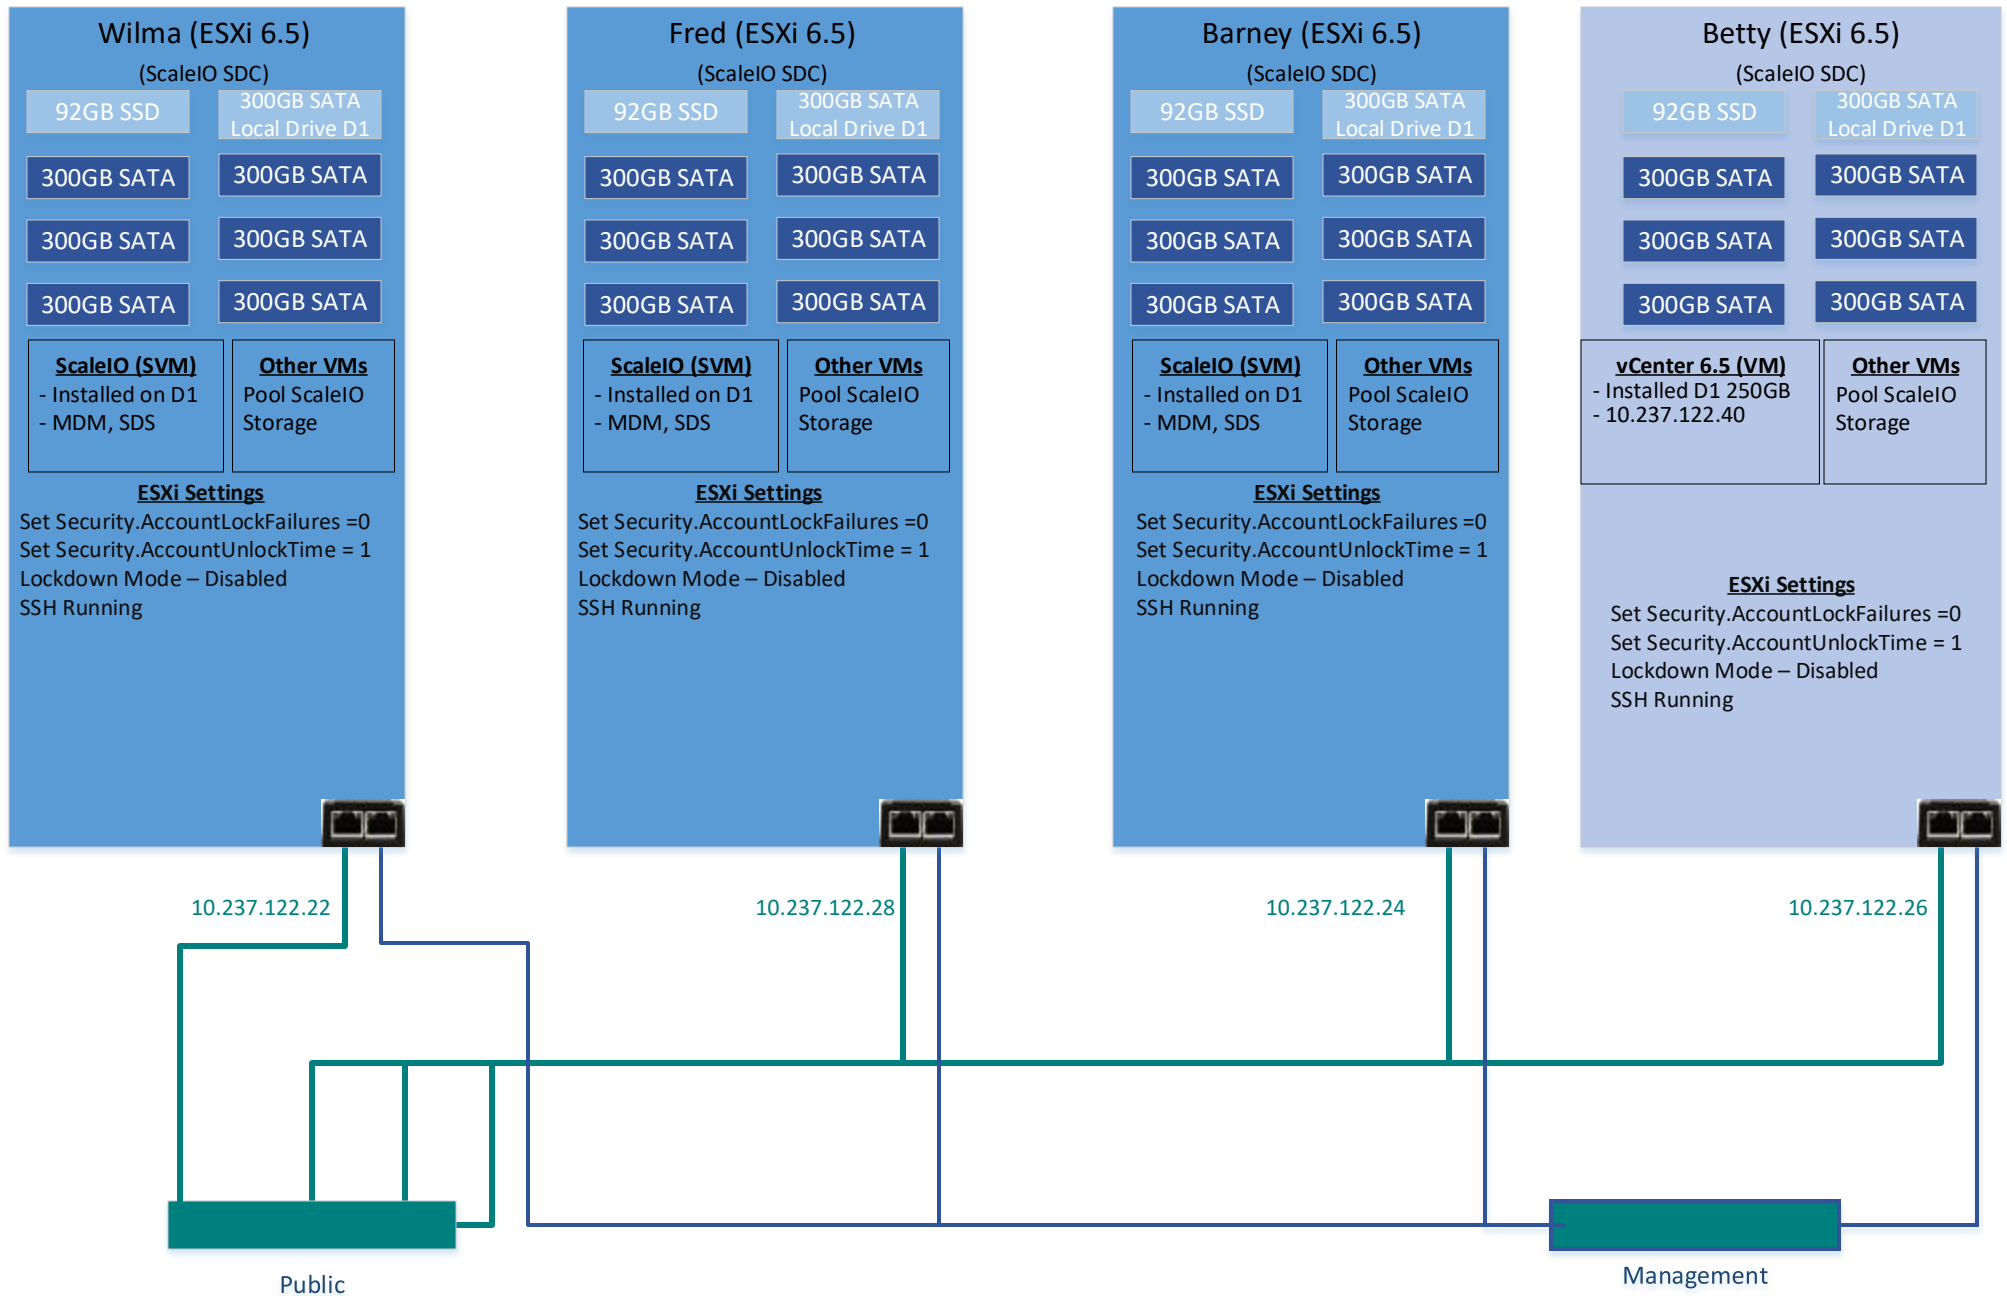 Wilma (ESXi 6.5)
(ScaleIO SDC)
92GB SSD
300GB SATA
Local Drive D1
300GB SATA
300GB SATA
300GB SATA
300GB SATA
300GB SATA
300GB SATA
ScaleIO (SVM)
- Installed on D1
- MDM, SDS
Other VMs
Pool ScaleIO
Storage
ESXi Settings
Set Security.AccountLockFailures =0
Set Security.AccountUnlockTime = 1
Lockdown Mode – Disabled
SSH Running
Fred (ESXi 6.5)
(ScaleIO SDC)
92GB SSD
300GB SATA
Local Drive D1
300GB SATA
300GB SATA
300GB SATA
300GB SATA
300GB SATA
300GB SATA
ScaleIO (SVM)
- Installed on D1
- MDM, SDS
Other VMs
Pool ScaleIO
Storage
ESXi Settings
Set Security.AccountLockFailures =0
Set Security.AccountUnlockTime = 1
Lockdown Mode – Disabled
SSH Running
Barney (ESXi 6.5)
(ScaleIO SDC)
92GB SSD
300GB SATA
Local Drive D1
300GB SATA
300GB SATA
300GB SATA
300GB SATA
300GB SATA
300GB SATA
ScaleIO (SVM)
- Installed on D1
- MDM, SDS
Other VMs
Pool ScaleIO
Storage
ESXi Settings
Set Security.AccountLockFailures =0
Set Security.AccountUnlockTime = 1
Lockdown Mode – Disabled
SSH Running
Betty (ESXi 6.5)
(ScaleIO SDC)
92GB SSD
300GB SATA
Local Drive D1
300GB SATA
300GB SATA
300GB SATA
300GB SATA
300GB SATA
300GB SATA
vCenter 6.5 (VM)
- Installed D1 250GB
- 10.237.122.40
Other VMs
Pool ScaleIO
Storage
ESXi Settings
Set Security.AccountLockFailures =0
Set Security.AccountUnlockTime = 1
Lockdown Mode – Disabled
SSH Running
10.237.122.22
10.237.122.28
10.237.122.24
10.237.122.26
Public
Management